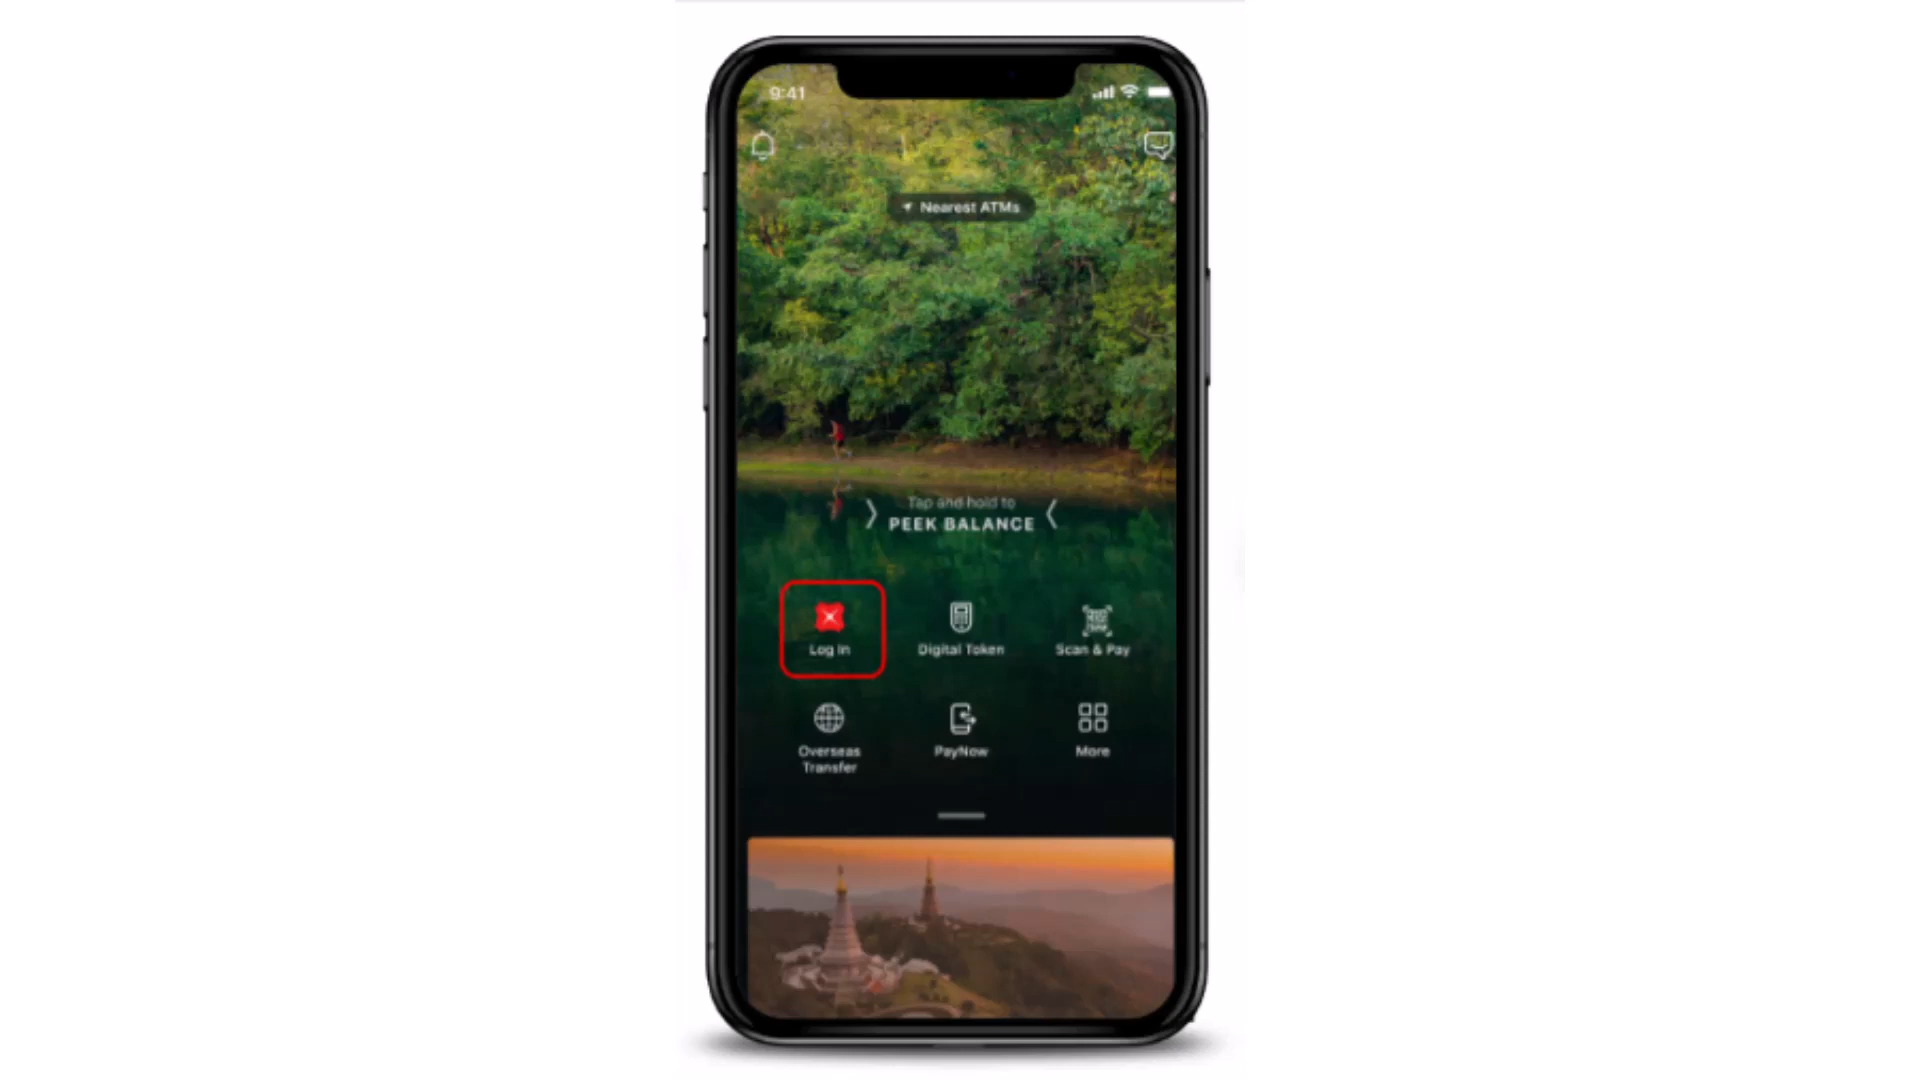 9:41
Nearest ATMs
Tap and hold to
PEEK BALANCE
Log In
Digital Token
Scan & Pay
Overseas
Transfer
PayNow
More